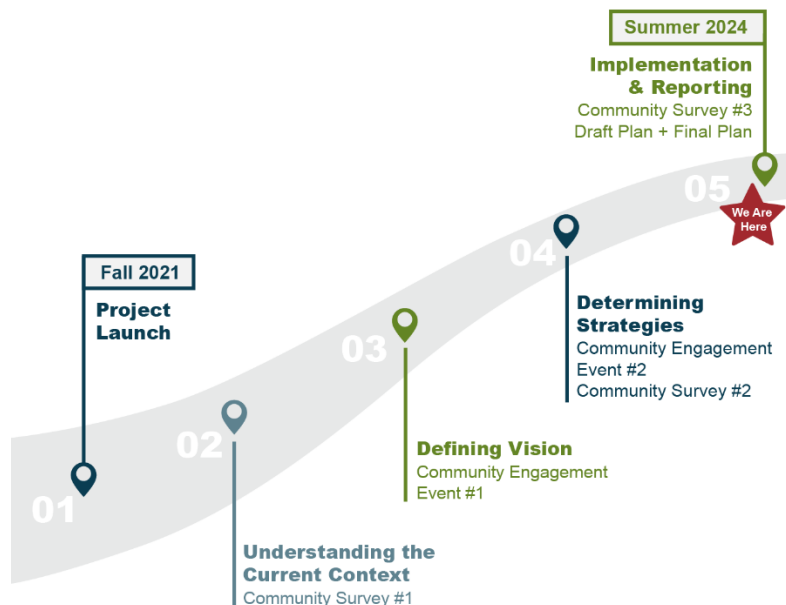 Summer 2024
Implementation
& Reporting
Community Survey #3
Draft Plan + Final Plan
05
We Are
Here
04
Determining
Strategies
Community Engagement
Event #2
Community Survey #2
Fall 2021
Project
Launch
03
Defining Vision
Community Engagement
Event #1
02
01
Understanding the
Current Context
Community Survey #1